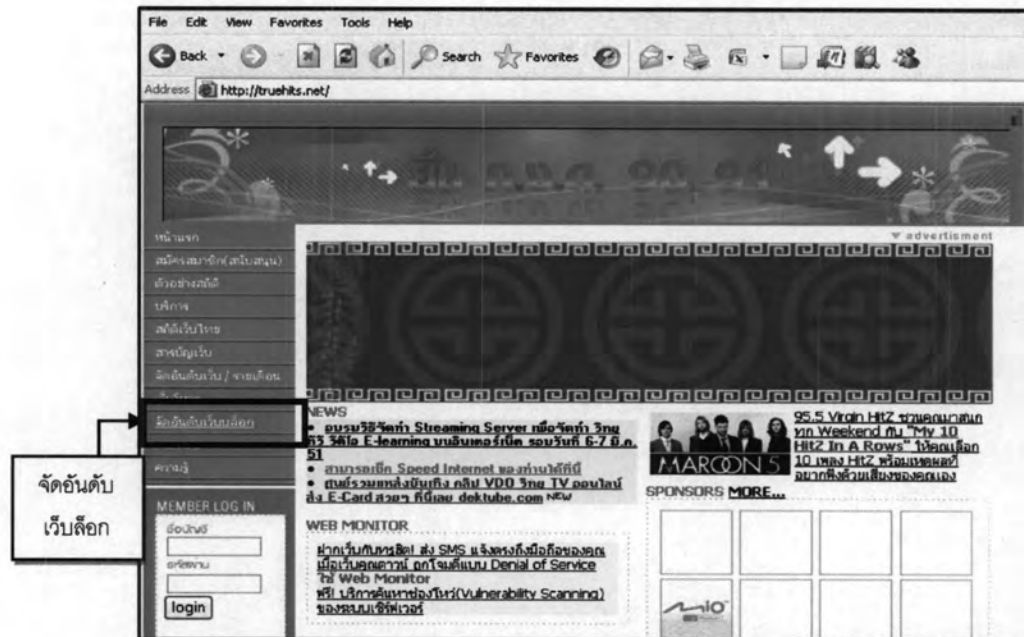 File Edit View Favorites Tools Help
Back Search Favorites
Address http://truehits.net/
ก.พ.ศ. 20, 21
advertisment
หน้าแรก
สมัครสมาชิก(สนับสนุน)
ตัวอย่างสถิติ
บริการ
สถิติเว็บไทย
สารบัญเว็บ
จัดอันดับเว็บ / รายเดือน
จัดอันดับเว็บบล็อก
ความรู้
จัดอันดับ
เว็บล็อก
MEMBER LOG IN
ชื่อบัญชี
รหัสผ่าน
login
NEWS
อบรมวิธีจัดทำ Streaming Server เพื่อจัดทำ วิทยุ
ทีวี วิดีโอ E-learning บนอินเตอร์เน็ต รอบวันที่ 6-7 มี.ค.
51
สามารถเช็ก Speed Internet ของท่านได้ที่นี่
ศูนย์รวมแหล่งบันเทิง คลิป VDO วิทยุ TV ออนไลน์
ส่ง E-Card สวยๆ ที่นี่เลย dektube.com NEW
WEB MONITOR
ฝากเว็บกับทรูฮิต! ส่ง SMS แจ้งตรงถึงมือถือของคุณ
เมื่อเว็บคุณดาวน์ ถูกโจมตีแบบ Denial of Service
ใช้ Web Monitor
ฟรี! บริการค้นหาช่องโหว่(Vulnerability Scanning)
ของระบบเซิร์ฟเวอร์
MAROON 5
95.5 Virgin HitZ ชวนคุณมาสนุก
ทุก Weekend กับ "My 10
HitZ In A Rows" ให้คุณเลือก
10 เพลง HitZ พร้อมเหตุผลที่
อยากฟังด้วยเสียงของคุณเอง
SPONSORS MORE...
Mio